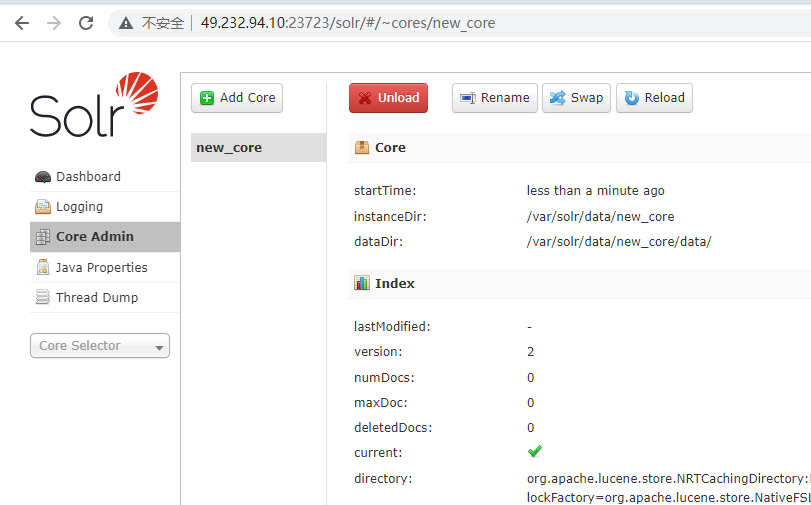 不安全 | 49.232.94.10:23723/solr/#/~cores/new_core
Solr
Dashboard
Logging
Core Admin
Java Properties
Thread Dump
Core Selector
Add Core
new_core
Unload Rename Swap Reload
Core
startTime: less than a minute ago
instanceDir: /var/solr/data/new_core
dataDir: /var/solr/data/new_core/data/
Index
lastModified: -
version: 2
numDocs: 0
maxDoc: 0
deletedDocs: 0
current:
directory: org.apache.lucene.store.NRTCachingDirectory:
lockFactory=org.apache.lucene.store.NativeFS